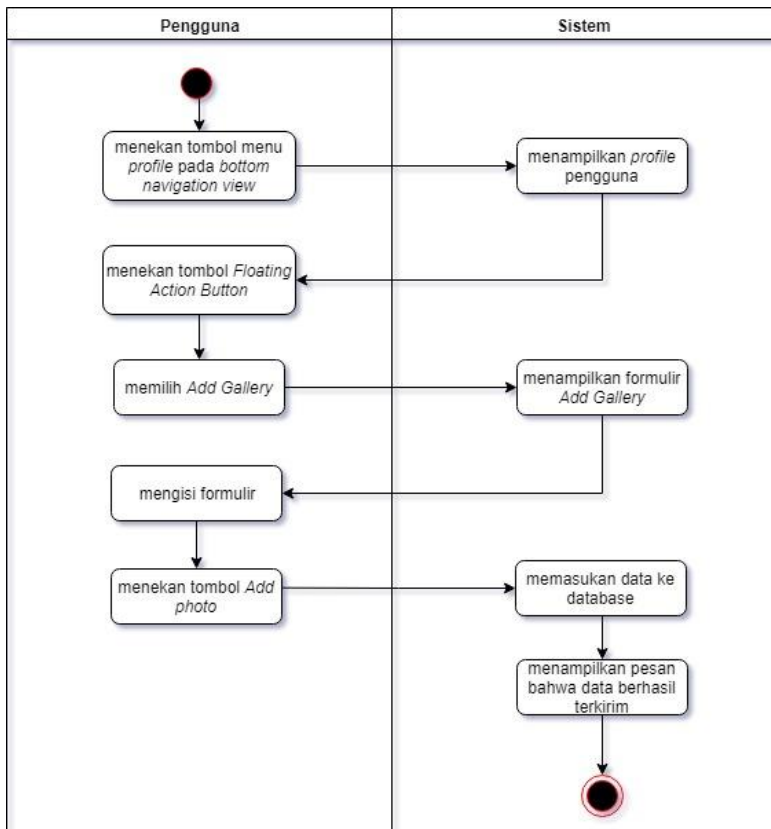 Pengguna
Sistem
menekan tombol menu
profile pada bottom
navigation view
menampilkan profile
pengguna
menekan tombol Floating
Action Button
memilih Add Gallery
menampilkan formulir
Add Gallery
mengisi formulir
menekan tombol Add
photo
memasukan data ke
database
menampilkan pesan
bahwa data berhasil
terkirim